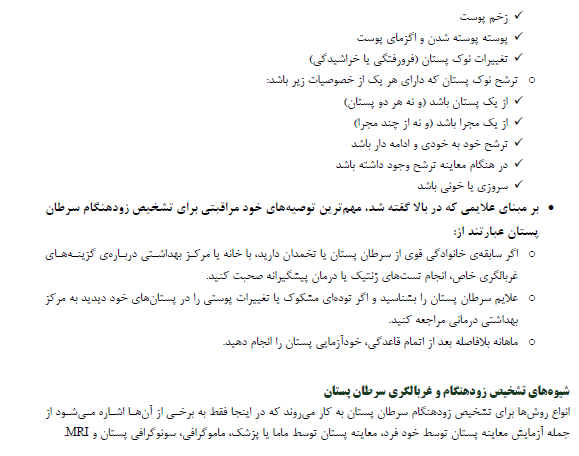 ✓ زخم پوست
✓ پوسته پوسته شدن و اگزمای پوست
✓ تغییرات نوک پستان (فرورفتگی یا خراشیدگی)
○ ترشح نوک پستان که دارای هر یک از خصوصیات زیر باشد:
✓ از یک پستان باشد (و نه هر دو پستان)
✓ از یک مجرا باشد (و نه از چند مجرا)
✓ ترشح خود به خودی و ادامه دار باشد
✓ در هنگام معاینه ترشح وجود داشته باشد
✓ سروزی یا خونی باشد
• بر مبنای علایمی که در بالا گفته شد، مهم‌ترین توصیه‌های خود مراقبتی برای تشخیص زودهنگام سرطان
پستان عبارتند از:
○ اگر سابقه‌ی خانوادگی قوی از سرطان پستان یا تخمدان دارید، با خانه یا مرکز بهداشتی درباره‌ی گزینه‌های
غربالگری خاص، انجام تست‌های ژنتیک یا درمان پیشگیرانه صحبت کنید.
○ علایم سرطان پستان را بشناسید و اگر توده‌ای مشکوک یا تغییرات پوستی را در پستان‌های خود دیدید به مرکز
بهداشتی درمانی مراجعه کنید.
○ ماهانه بلافاصله بعد از اتمام قاعدگی، خودآزمایی پستان را انجام دهید.
شیوه‌های تشخیص زودهنگام و غربالگری سرطان پستان
انواع روش‌ها برای تشخیص زودهنگام سرطان پستان به کار می‌روند که در اینجا فقط به برخی از آن‌ها اشاره می‌شود از
جمله آزمایش معاینه پستان توسط خود فرد، معاینه پستان توسط ماما یا پزشک، ماموگرافی، سونوگرافی پستان و MRI